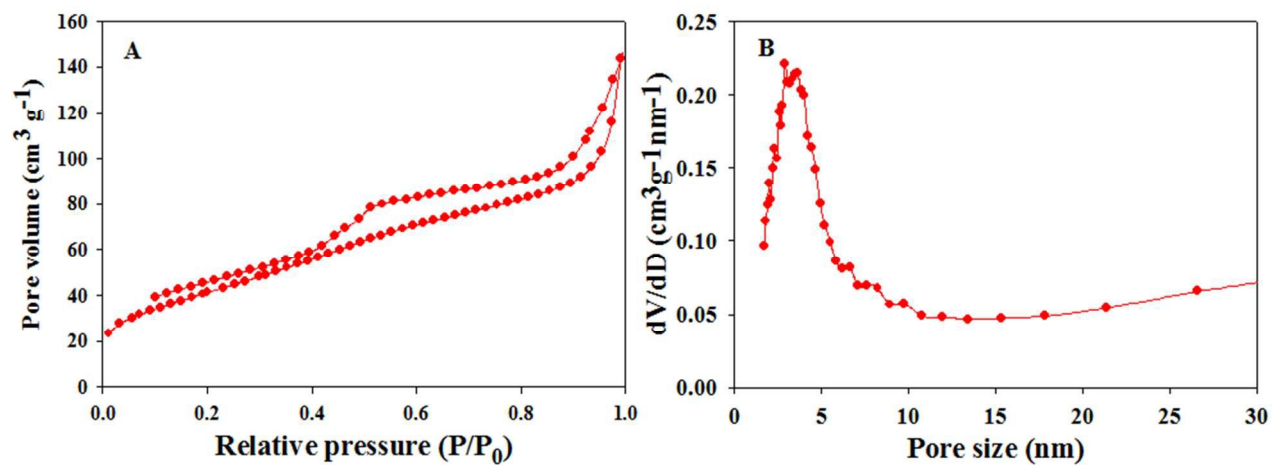 A
Pore volume (cm³ g⁻¹)
160
140
120
100
80
60
40
20
0
0.0 0.2 0.4 0.6 0.8 1.0
Relative pressure (P/P₀)
B
dV/dD (cm³g-1nm-1)
0.25
0.20
0.15
0.10
0.05
0.00
0 5 10 15 20 25 30
Pore size (nm)